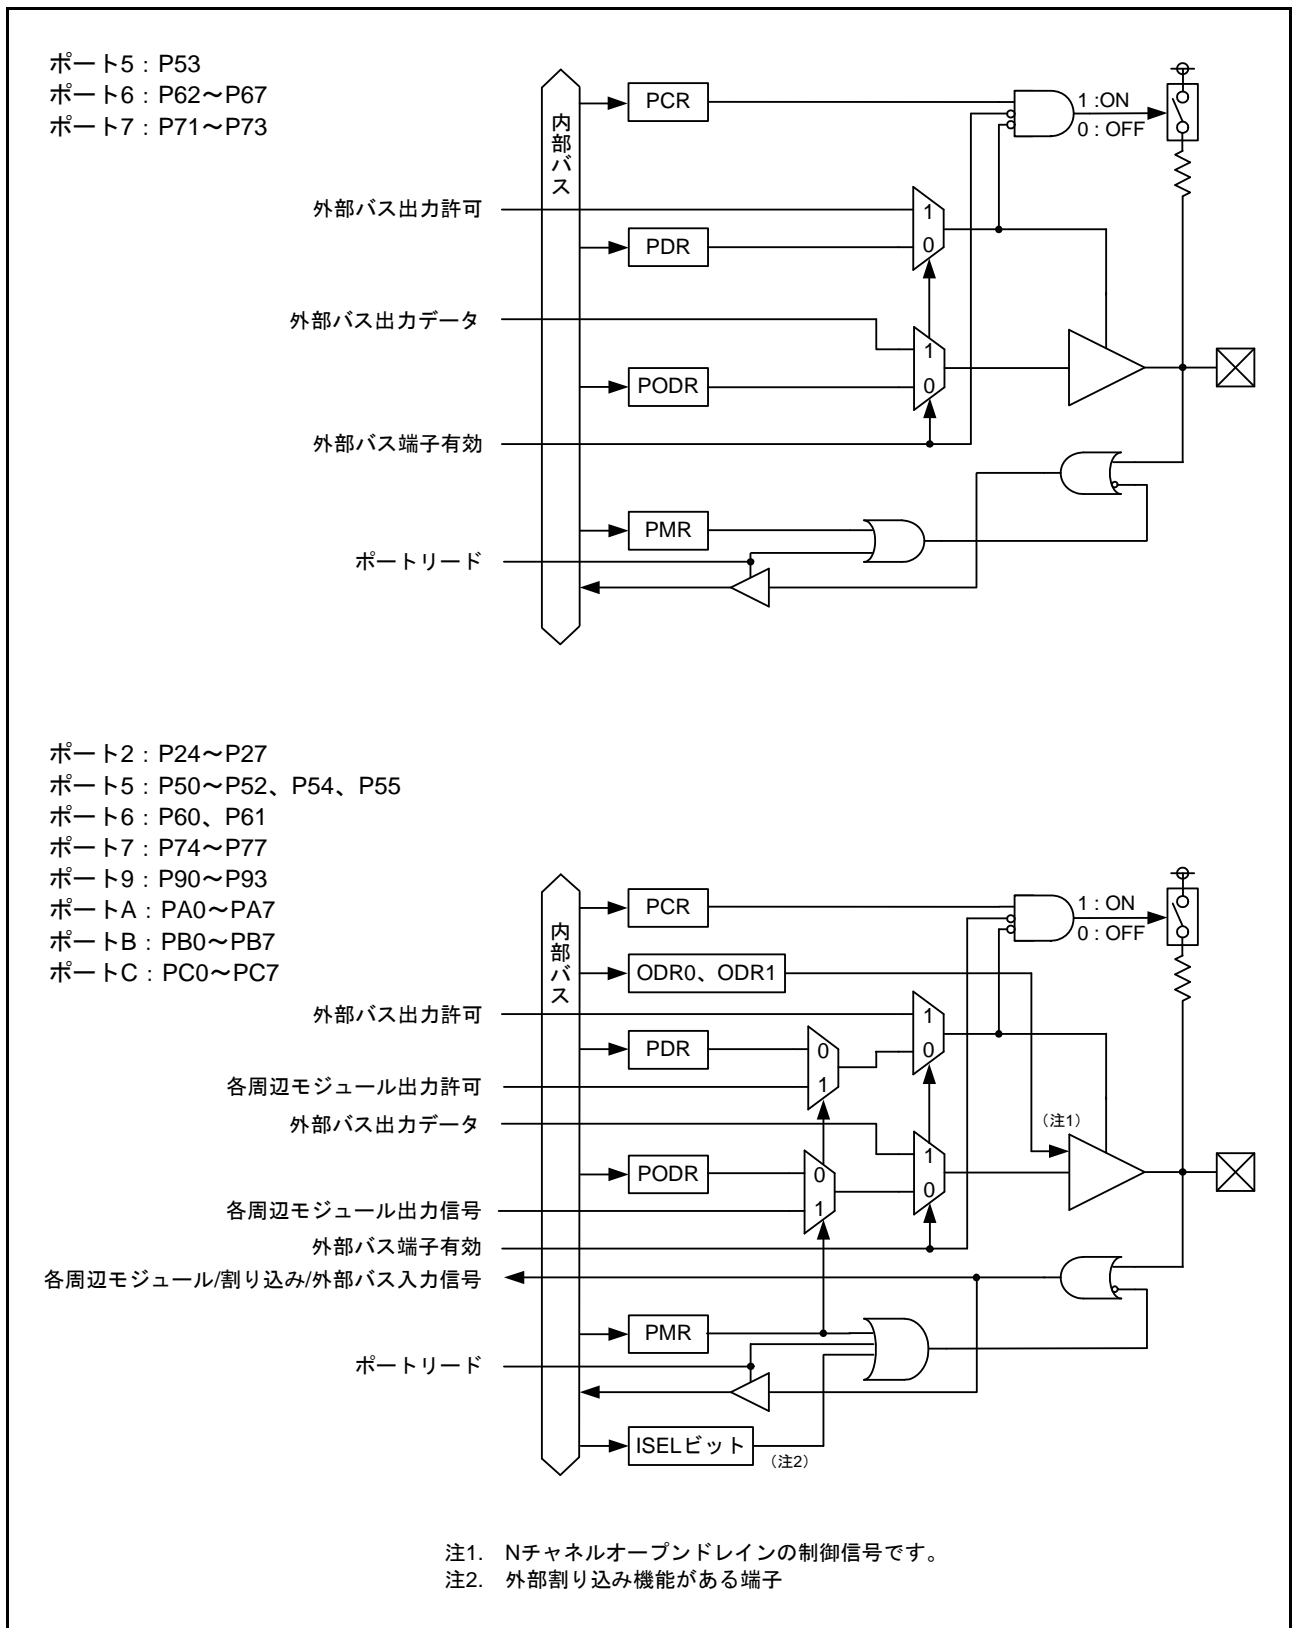 ポート5：P53
ポート6：P62～P67
ポート7：P71～P73
内部バス
PCR
1 :ON
0 : OFF
外部バス出力許可
1
0
PDR
外部バス出力データ
1
0
PODR
外部バス端子有効
PMR
ポートリード
ポート2：P24～P27
ポート5：P50～P52、P54、P55
ポート6：P60、P61
ポート7：P74～P77
ポート9：P90～P93
ポートA：PA0～PA7
ポートB：PB0～PB7
ポートC：PC0～PC7
内部バス
PCR
1 : ON
0 : OFF
ODR0、ODR1
外部バス出力許可
1
0
PDR
0
1
各周辺モジュール出力許可
外部バス出力データ
（注1）
1
0
PODR
0
1
各周辺モジュール出力信号
外部バス端子有効
各周辺モジュール/割り込み/外部バス入力信号
PMR
ポートリード
ISELビット
（注2）
注1. Nチャネルオープンドレインの制御信号です。
注2. 外部割り込み機能がある端子